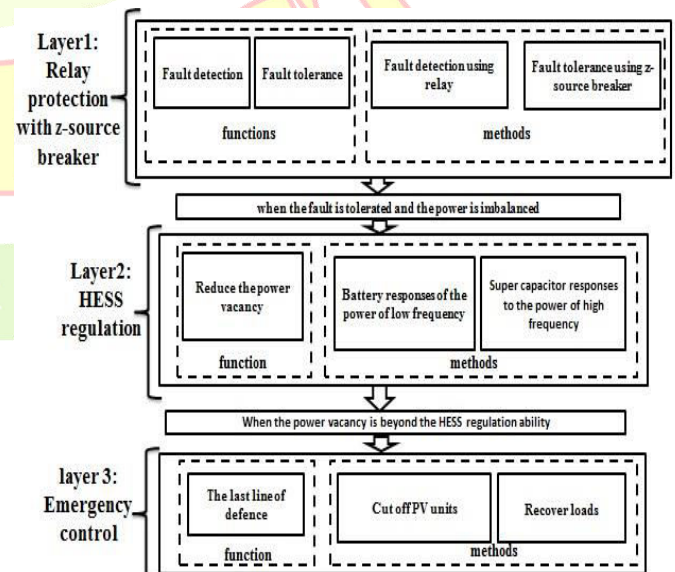 Layer1:
Relay
protection
with z-source
breaker
Fault detection
Fault tolerance
functions
Fault detection using
relay
Fault tolerance using z-
source breaker
methods
when the fault is tolerated and the power is imbalanced
Layer2:
HESS
regulation
Reduce the power
vacancy
function
Battery responses of the
power of low frequency
Super capacitor responses
to the power of high
frequency
methods
When the power vacancy is beyond the HESS regulation ability
layer 3:
Emergency
control
The last line of
defence
function
Cut off PV units
Recover loads
methods